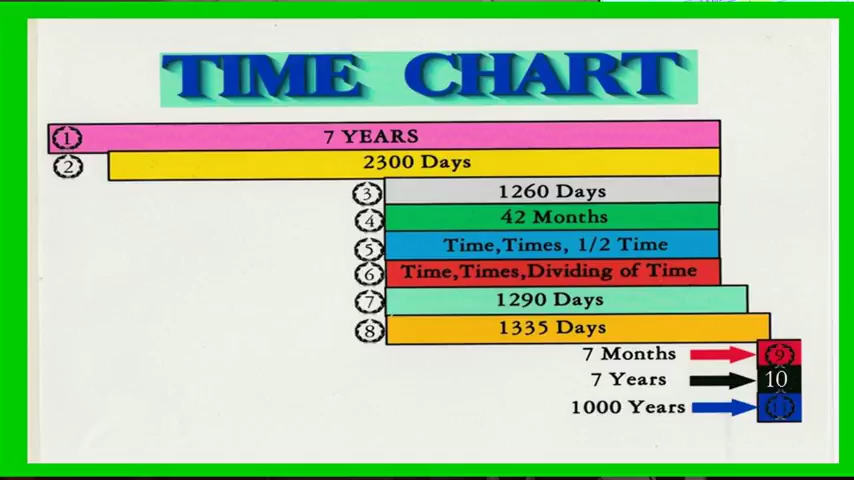 TIME CHART
1 7 YEARS
2 2300 Days
3 1260 Days
4 42 Months
5 Time,Times, 1/2 Time
6 Time,Times,Dividing of Time
7 1290 Days
8 1335 Days
7 Months 9
7 Years 10
1000 Years 11